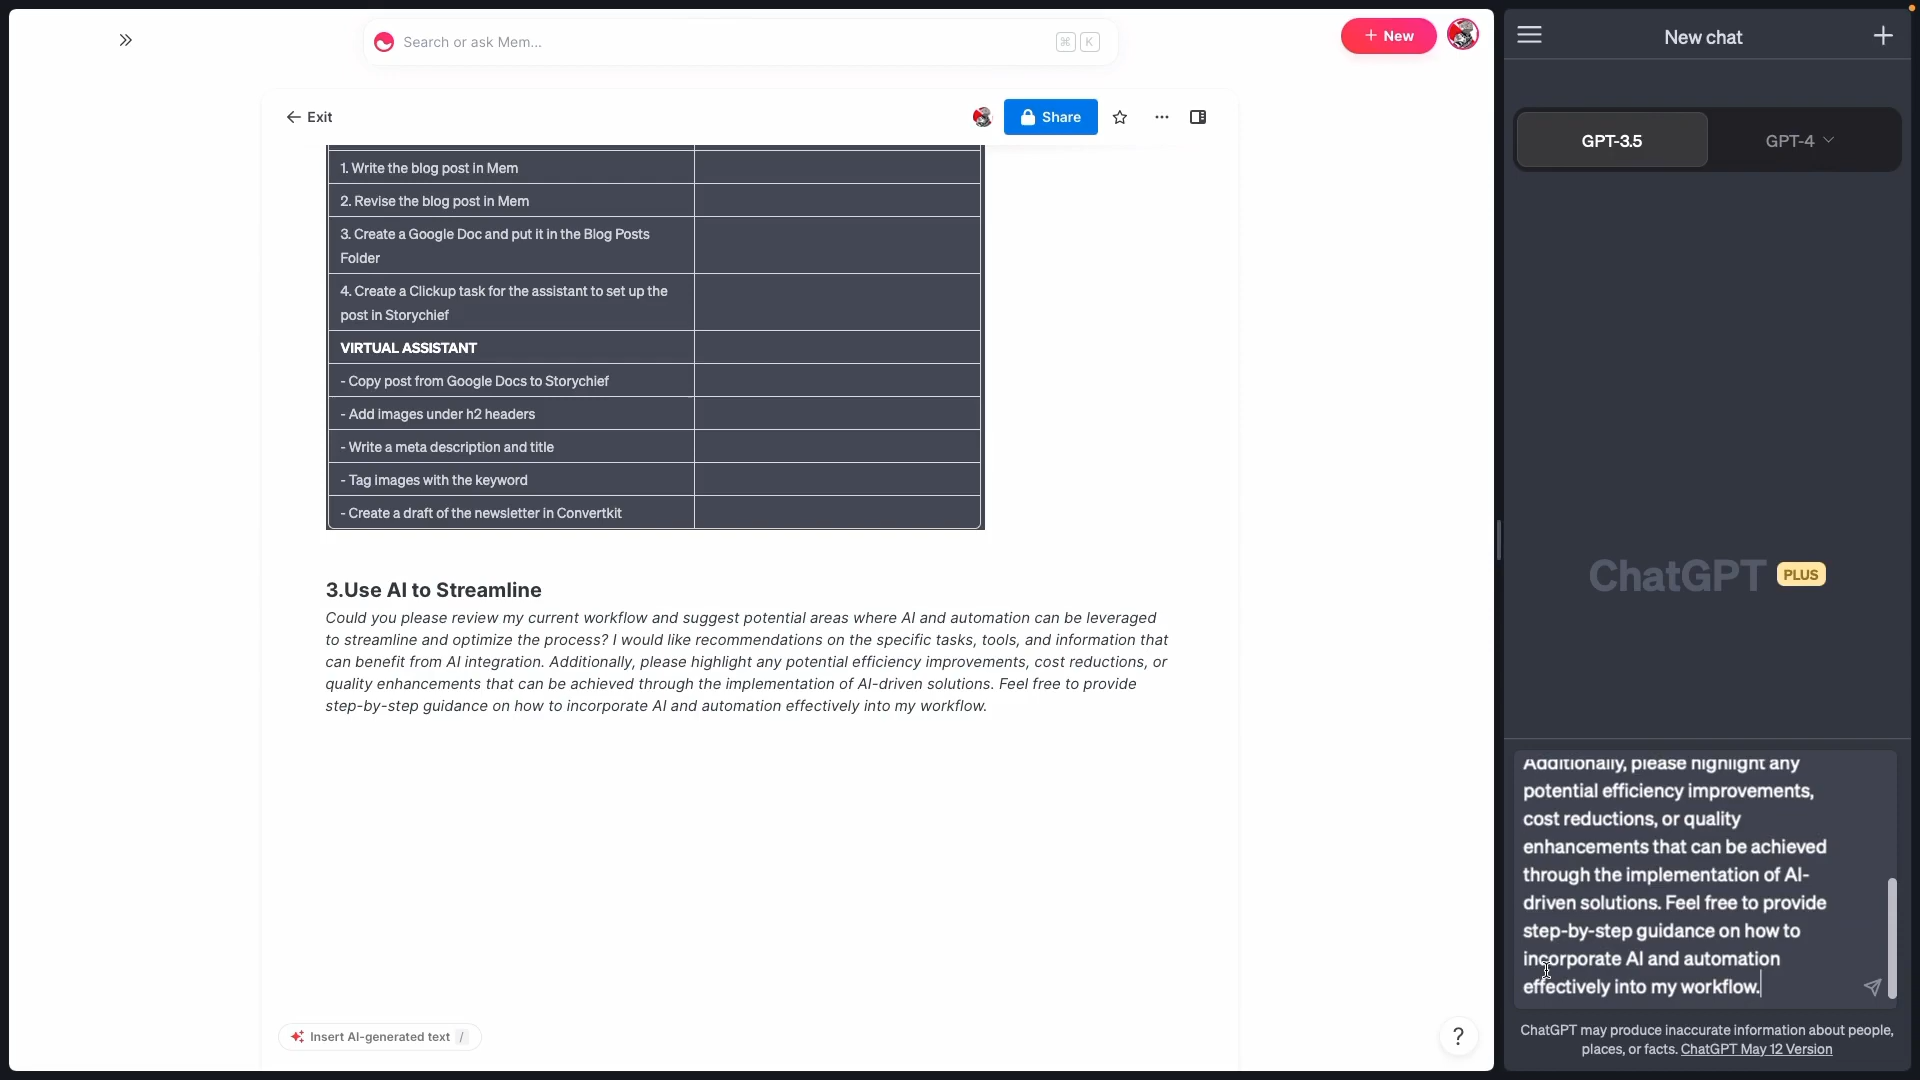 Search or ask Mem...
⌘ K
+ New
Exit
Share
1. Write the blog post in Mem
2. Revise the blog post in Mem
3. Create a Google Doc and put it in the Blog Posts
Folder
4. Create a Clickup task for the assistant to set up the
post in Storychief
VIRTUAL ASSISTANT
- Copy post from Google Docs to Storychief
- Add images under h2 headers
- Write a meta description and title
- Tag images with the keyword
- Create a draft of the newsletter in Convertkit
3.Use AI to Streamline
Could you please review my current workflow and suggest potential areas where AI and automation can be leveraged
to streamline and optimize the process? I would like recommendations on the specific tasks, tools, and information that
can benefit from AI integration. Additionally, please highlight any potential efficiency improvements, cost reductions, or
quality enhancements that can be achieved through the implementation of AI-driven solutions. Feel free to provide
step-by-step guidance on how to incorporate AI and automation effectively into my workflow.
Insert AI-generated text /
?
New chat
+
GPT-3.5
GPT-4
ChatGPT PLUS
Additionally, please highlight any
potential efficiency improvements,
cost reductions, or quality
enhancements that can be achieved
through the implementation of AI-
driven solutions. Feel free to provide
step-by-step guidance on how to
incorporate AI and automation
effectively into my workflow.
ChatGPT may produce inaccurate information about people,
places, or facts. ChatGPT May 12 Version